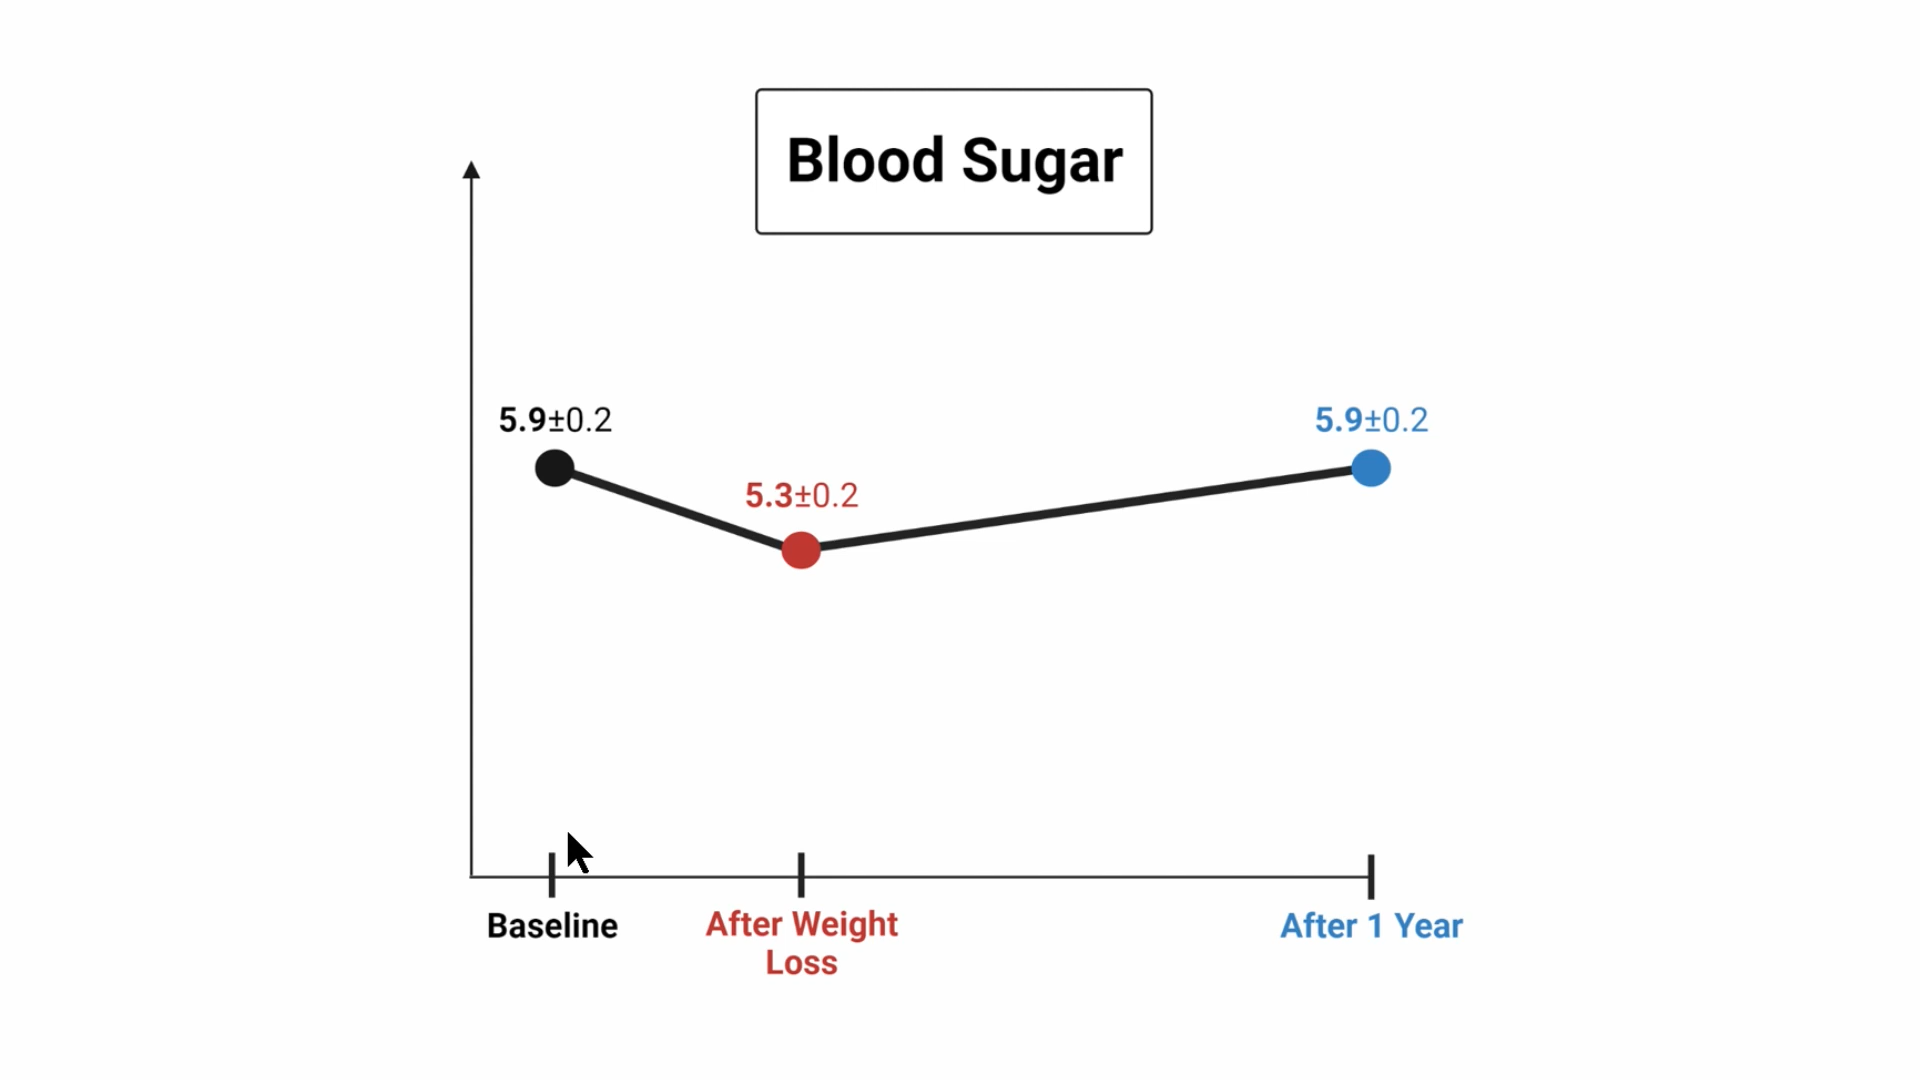 Blood Sugar
5.9±0.2
5.3±0.2
5.9±0.2
Baseline
After Weight
Loss
After 1 Year